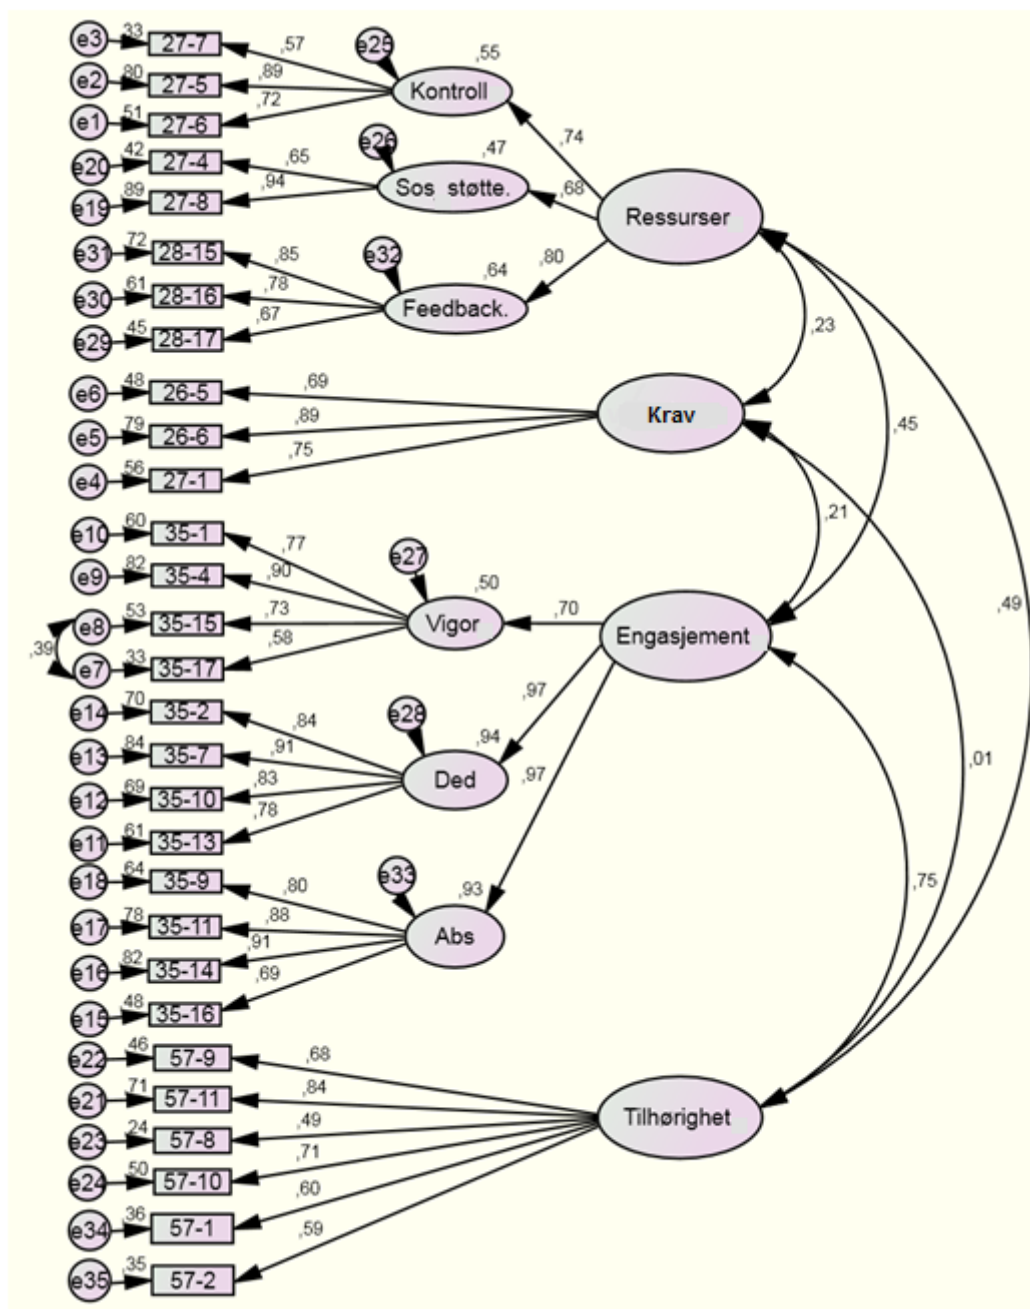 e3 ,33 27-7 ,57 e25 ,55
e2 ,80 27-5 ,89 Kontroll
e1 ,51 27-6 ,72 ,74
e20 ,42 27-4 ,65 e26 ,47
e19 ,89 27-8 ,94 Sos støtte. ,68 Ressurser
e31 ,72 28-15 ,85 e32 ,64 ,80
e30 ,61 28-16 ,78 Feedback.
e29 ,45 28-17 ,67 ,23
e6 ,48 26-5 ,69
e5 ,79 26-6 ,89 Krav ,45
e4 ,56 27-1 ,75
e10 ,60 35-1 ,77 ,21
e9 ,82 35-4 ,90 e27 ,50
e8 ,53 35-15 ,73 Vigor ,70 Engasjement ,49
,39 e7 ,33 35-17 ,58
e14 ,70 35-2 ,84 e28 ,94 ,97
e13 ,84 35-7 ,91 Ded ,97 ,01
e12 ,69 35-10 ,83
e11 ,61 35-13 ,78
e18 ,64 35-9 ,80 e33 ,93 ,75
e17 ,78 35-11 ,88 Abs
e16 ,82 35-14 ,91
e15 ,48 35-16 ,69
e22 ,46 57-9 ,68
e21 ,71 57-11 ,84 Tilhørighet
e23 ,24 57-8 ,49
e24 ,50 57-10 ,71
e34 ,36 57-1 ,60
e35 ,35 57-2 ,59